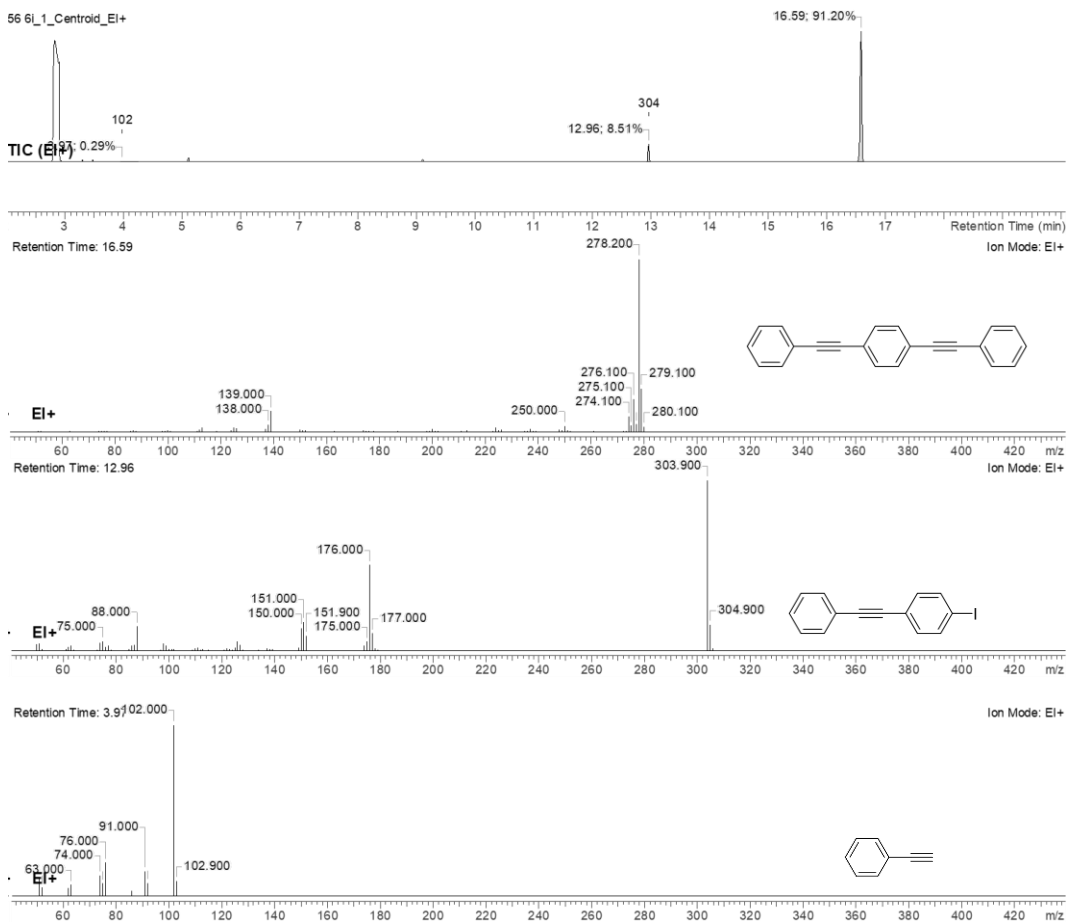 56 6i_1_Centroid_EI+
16.59; 91.20%
102
304
3.97; 0.29%
12.96; 8.51%
TIC (EI+)
3 4 5 6 7 8 9 10 11 12 13 14 15 16 17 Retention Time (min)
Retention Time: 16.59 Ion Mode: EI+
278.200
276.100
279.100
275.100
274.100
280.100
139.000
138.000
250.000
EI+
60 80 100 120 140 160 180 200 220 240 260 280 300 320 340 360 380 400 420 m/z
Retention Time: 12.96 Ion Mode: EI+
303.900
176.000
151.000
151.900
150.000
177.000
175.000
88.000
75.000
304.900
I
EI+
60 80 100 120 140 160 180 200 220 240 260 280 300 320 340 360 380 400 420 m/z
Retention Time: 3.97 Ion Mode: EI+
102.000
91.000
76.000
74.000
63.000
102.900
EI+
60 80 100 120 140 160 180 200 220 240 260 280 300 320 340 360 380 400 420 m/z